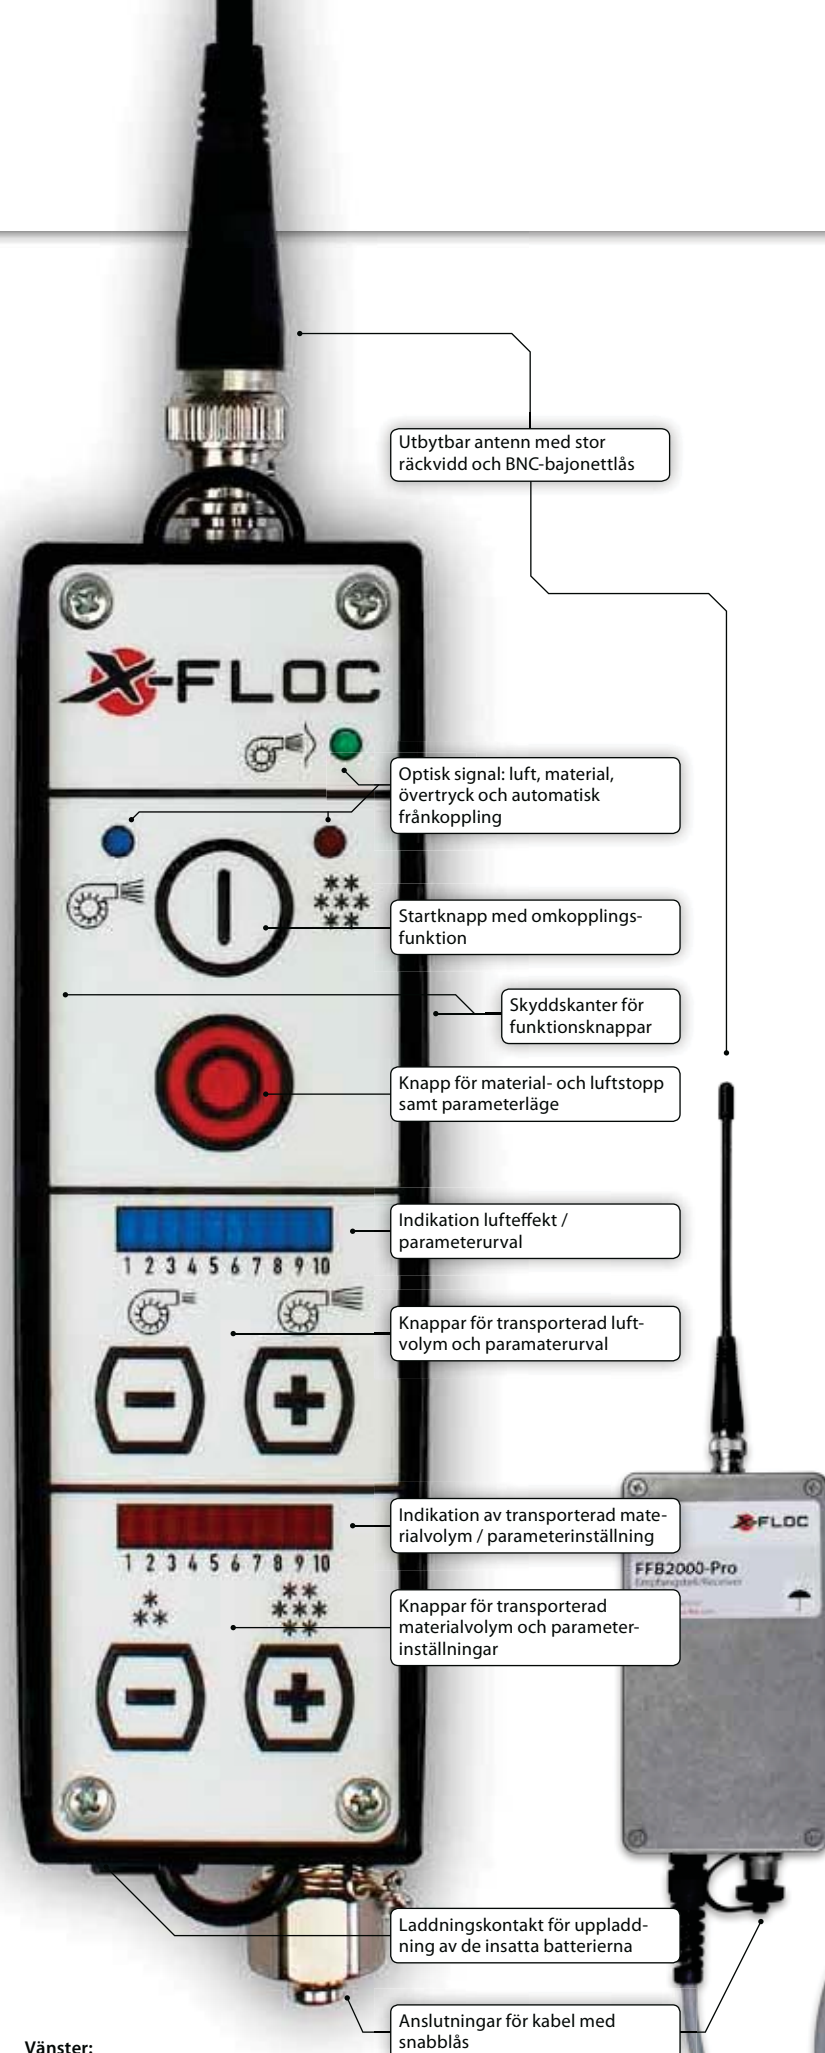 Utbytbar antenn med stor
räckvidd och BNC-bajonettlås
X-FLOC
Optisk signal: luft, material,
övertryck och automatisk
frånkoppling
Startknapp med omkopplings-
funktion
Skyddskanter för
funktionsknappar
Knapp för material- och luftstopp
samt parameterläge
Indikation lufteffekt /
parameterurval
1 2 3 4 5 6 7 8 9 10
Knappar för transporterad luft-
volym och paramaterurval
Indikation av transporterad mate-
rialvolym / parameterinställning
1 2 3 4 5 6 7 8 9 10
X-FLOC
FFB2000-Pro
Empfangsteil/Receiver
Knappar för transporterad
materialvolym och parameter-
inställningar
Laddningskontakt för uppladd-
ning av de insatta batterierna
Anslutningar för kabel med
snabblås
Vänster: